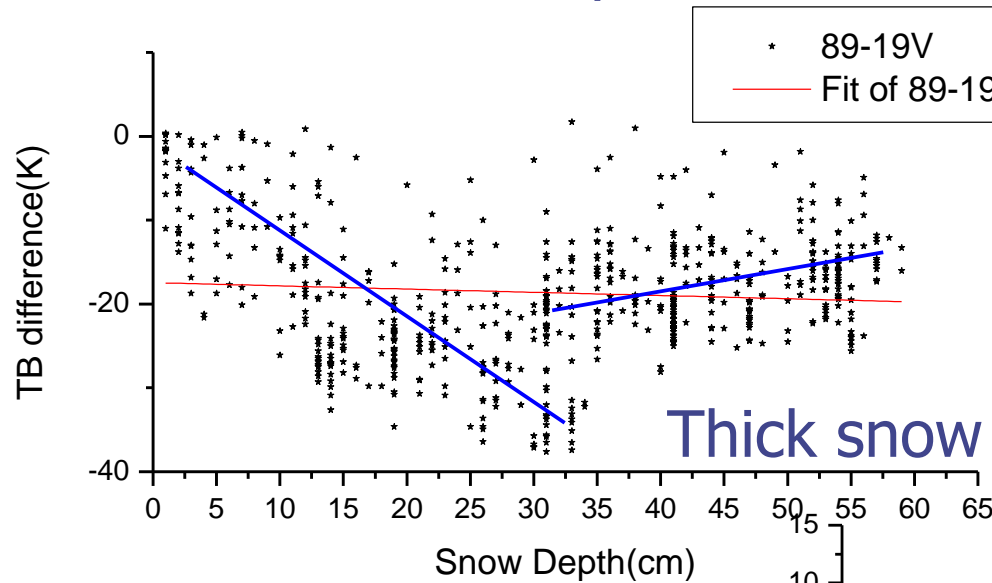 89-19V
Fit of 89-19
TB difference(K)
0
-20
-40
Thick snow
0 5 10 15 20 25 30 35 40 45 50 55 60 65
Snow Depth(cm)
15
10